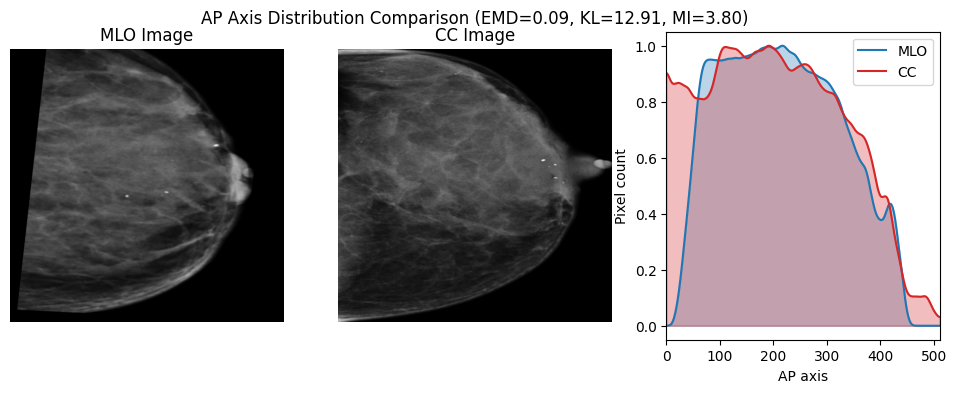 AP Axis Distribution Comparison (EMD=0.09, KL=12.91, MI=3.80)
MLO Image
CC Image
MLO
CC
1.0
0.8
0.6
0.4
0.2
0.0
Pixel count
0 100 200 300 400 500
AP axis